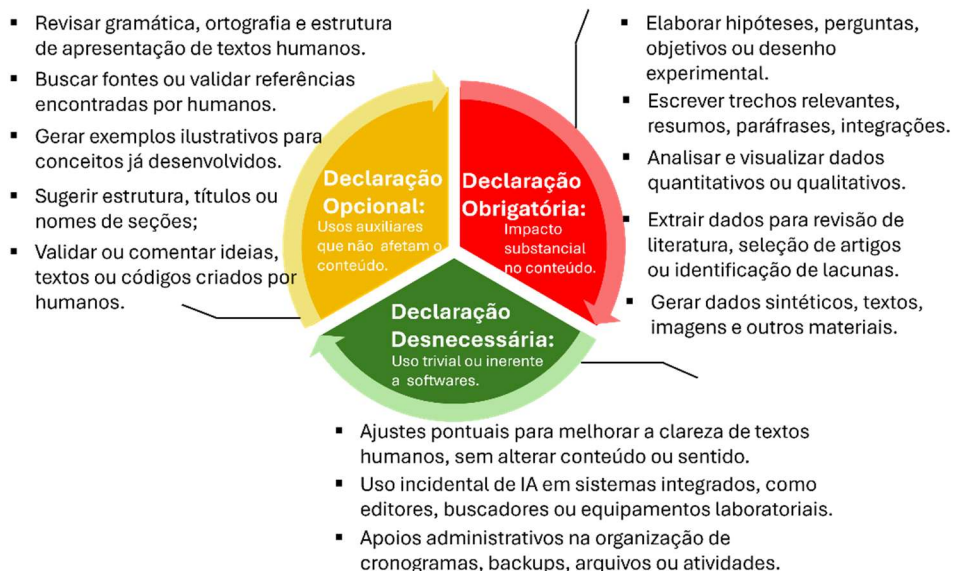 ▪ Revisar gramática, ortografia e estrutura
de apresentação de textos humanos.
▪ Buscar fontes ou validar referências
encontradas por humanos.
▪ Gerar exemplos ilustrativos para
conceitos já desenvolvidos.
▪ Sugerir estrutura, títulos ou
nomes de seções;
▪ Validar ou comentar ideias,
textos ou códigos criados por
humanos.
Declaração
Opcional:
Usos auxiliares
que não afetam o
conteúdo.
Declaração
Obrigatória:
Impacto
substancial
no conteúdo.
▪ Elaborar hipóteses, perguntas,
objetivos ou desenho
experimental.
▪ Escrever trechos relevantes,
resumos, paráfrases, integrações.
▪ Analisar e visualizar dados
quantitativos ou qualitativos.
▪ Extrair dados para revisão de
literatura, seleção de artigos
ou identificação de lacunas.
▪ Gerar dados sintéticos, textos,
imagens e outros materiais.
Declaração
Desnecessária:
Uso trivial ou inerente
a softwares.
▪ Ajustes pontuais para melhorar a clareza de textos
humanos, sem alterar conteúdo ou sentido.
▪ Uso incidental de IA em sistemas integrados, como
editores, buscadores ou equipamentos laboratoriais.
▪ Apoios administrativos na organização de
cronogramas, backups, arquivos ou atividades.